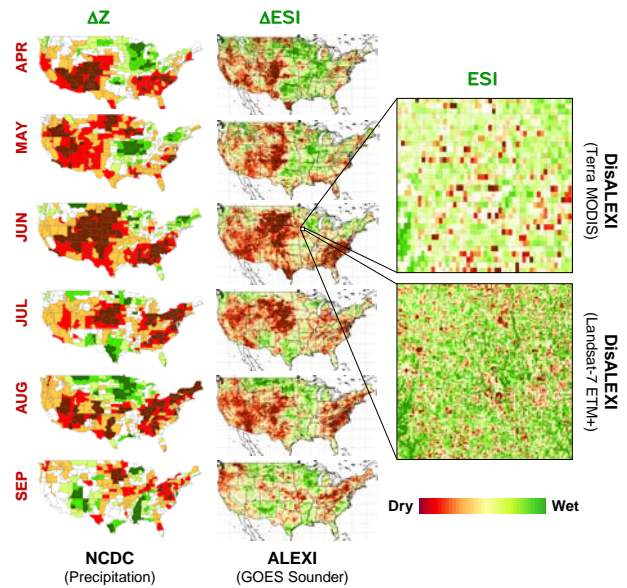 ΔZ
ΔESI
ESI
APR
MAY
JUN
JUL
AUG
SEP
DisALEXI
(Terra MODIS)
DisALEXI
(Landsat-7 ETM+)
Dry
Wet
NCDC
(Precipitation)
ALEXI
(GOES Sounder)